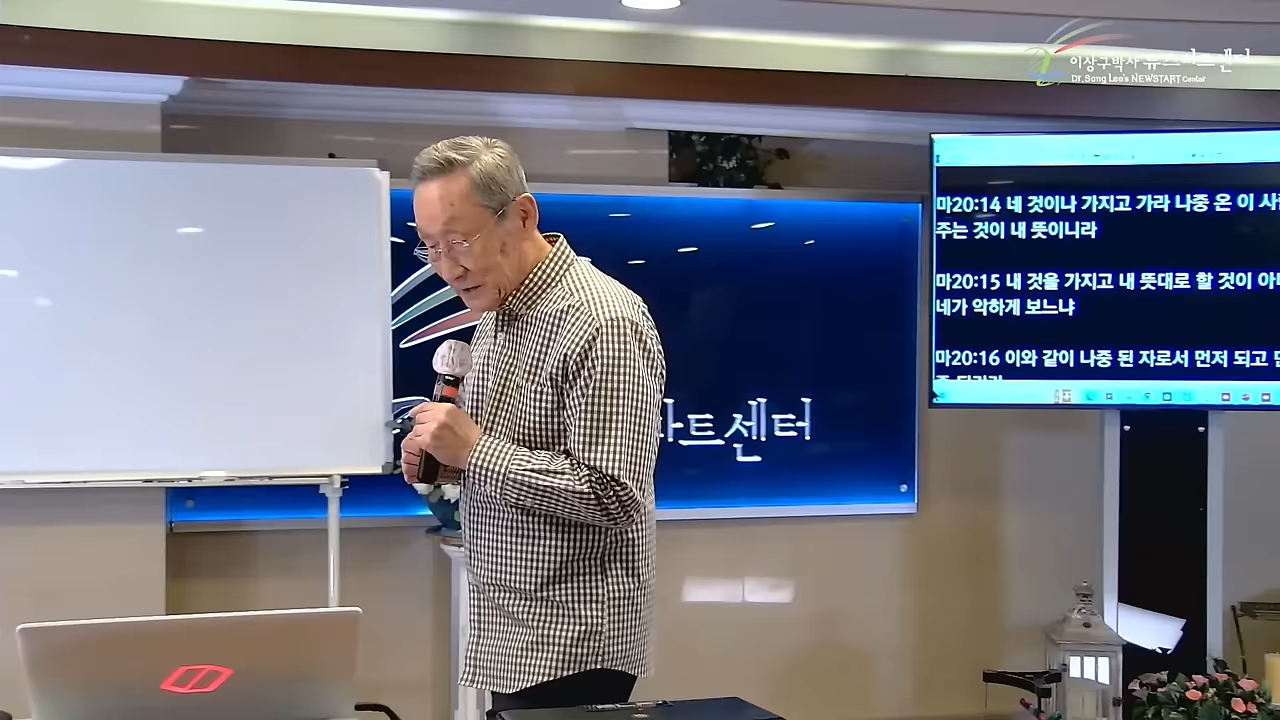 이상구박사 뉴스타트센터
Dr.Sang Lee's NEWSTART Center
마20:14 네 것이나 가지고 가라 나중 온 이
주는 것이 내 뜻이니라
마20:15 내 것을 가지고 내 뜻대로 할 것이
네가 악하게 보느냐
마20:16 이와 같이 나중 된 자로서 먼저 되고
트센터